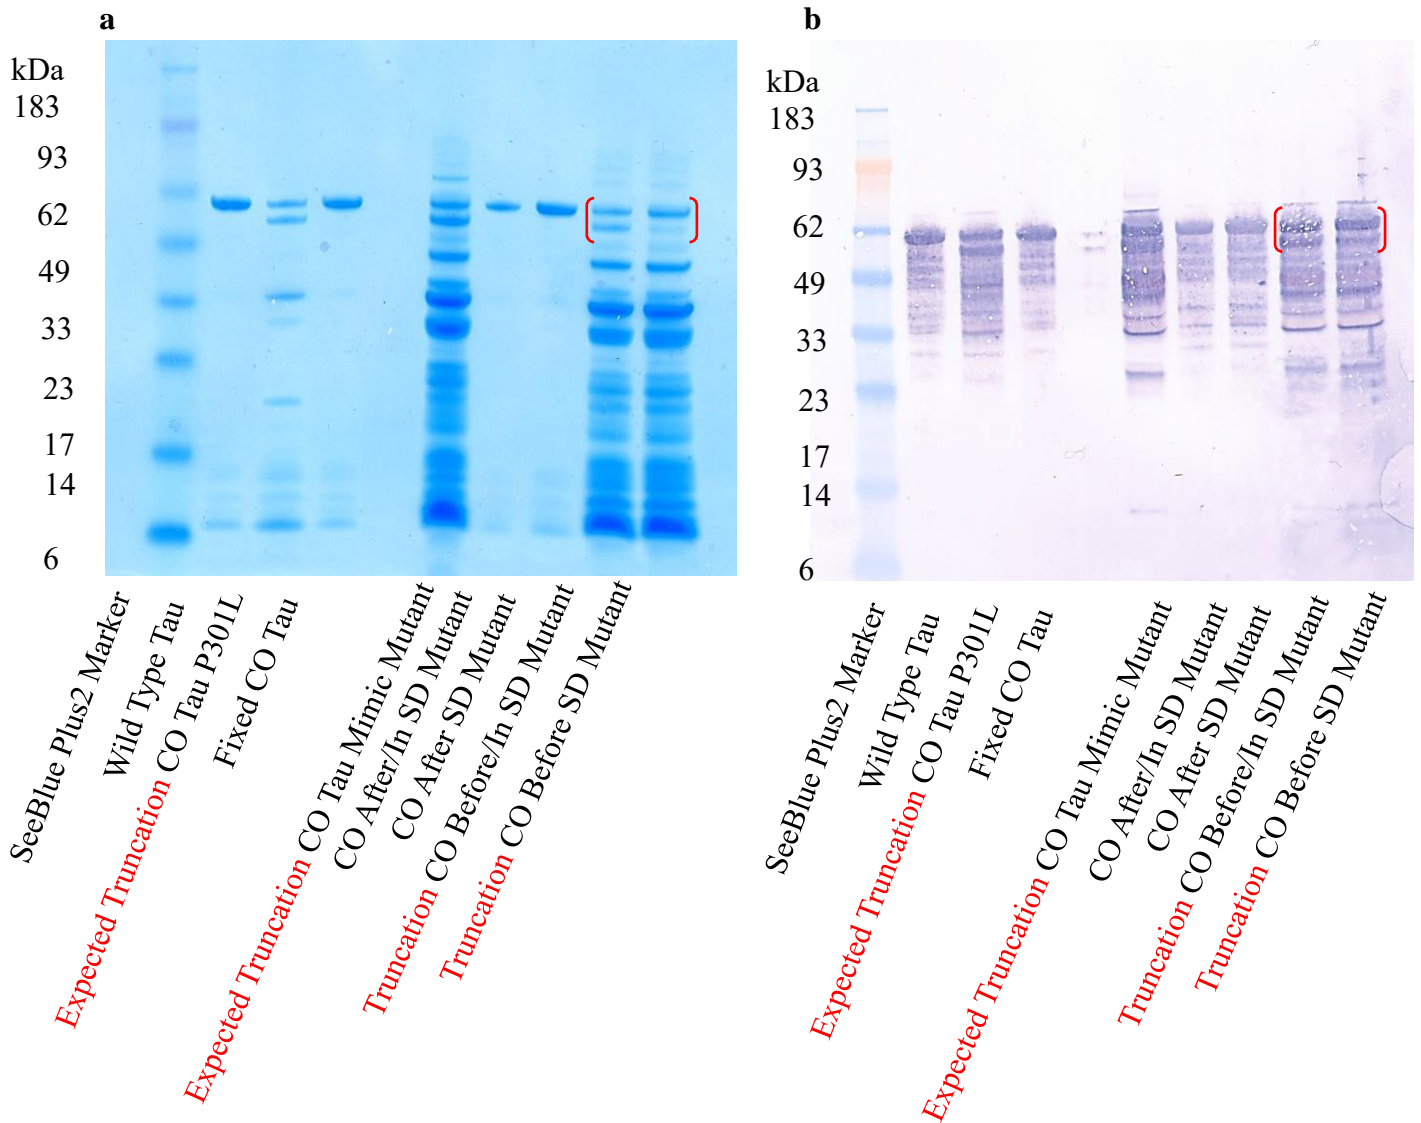 a
kDa
183
93
62
49
33
23
17
14
6
SeeBlue Plus2 Marker
Wild Type Tau
Expected Truncation CO Tau P301L
Fixed CO Tau
Expected Truncation CO Tau Mimic Mutant
CO After/In SD Mutant
CO After SD Mutant
Truncation CO Before/In SD Mutant
Truncation CO Before SD Mutant
b
kDa
183
93
62
49
33
23
17
14
6
SeeBlue Plus2 Marker
Wild Type Tau
Expected Truncation CO Tau P301L
Fixed CO Tau
Expected Truncation CO Tau Mimic Mutant
CO After/In SD Mutant
CO After SD Mutant
Truncation CO Before/In SD Mutant
Truncation CO Before SD Mutant